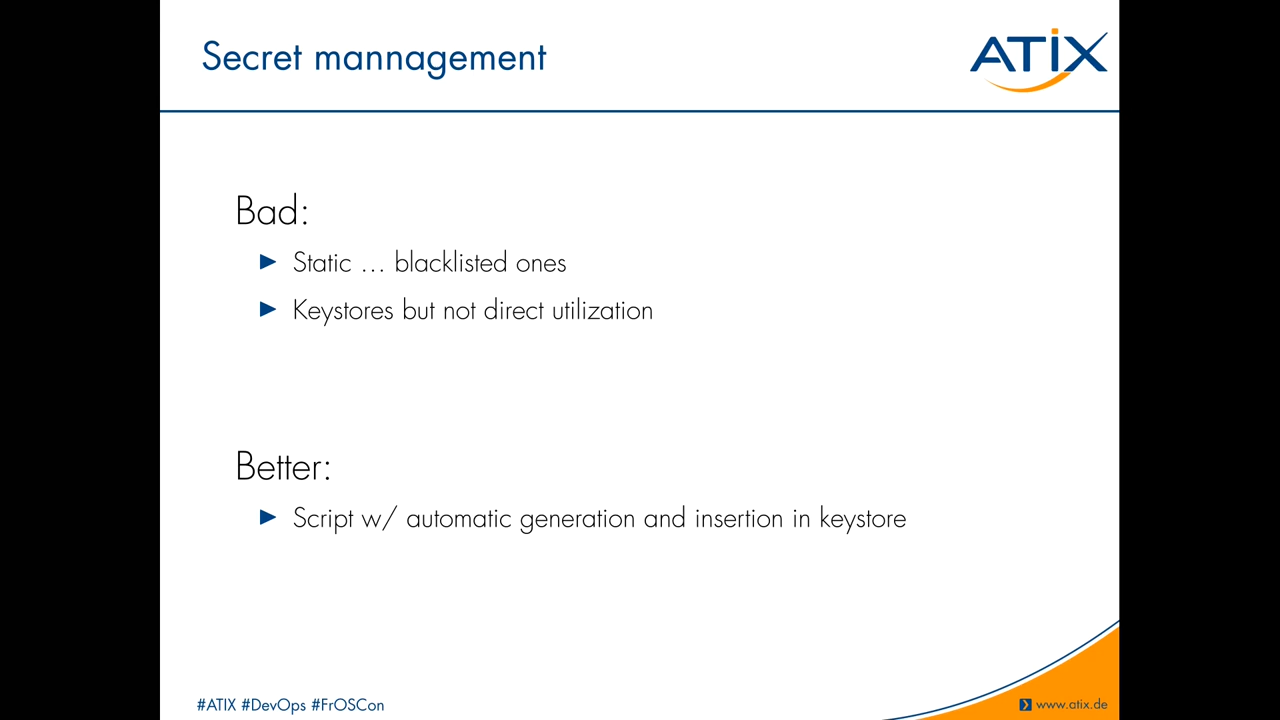 Secret mannagement
ATIX
Bad:
Static ... blacklisted ones
Keystores but not direct utilization
Better:
Script w/ automatic generation and insertion in keystore
#ATIX #DevOps #FrOSCon
www.atix.de